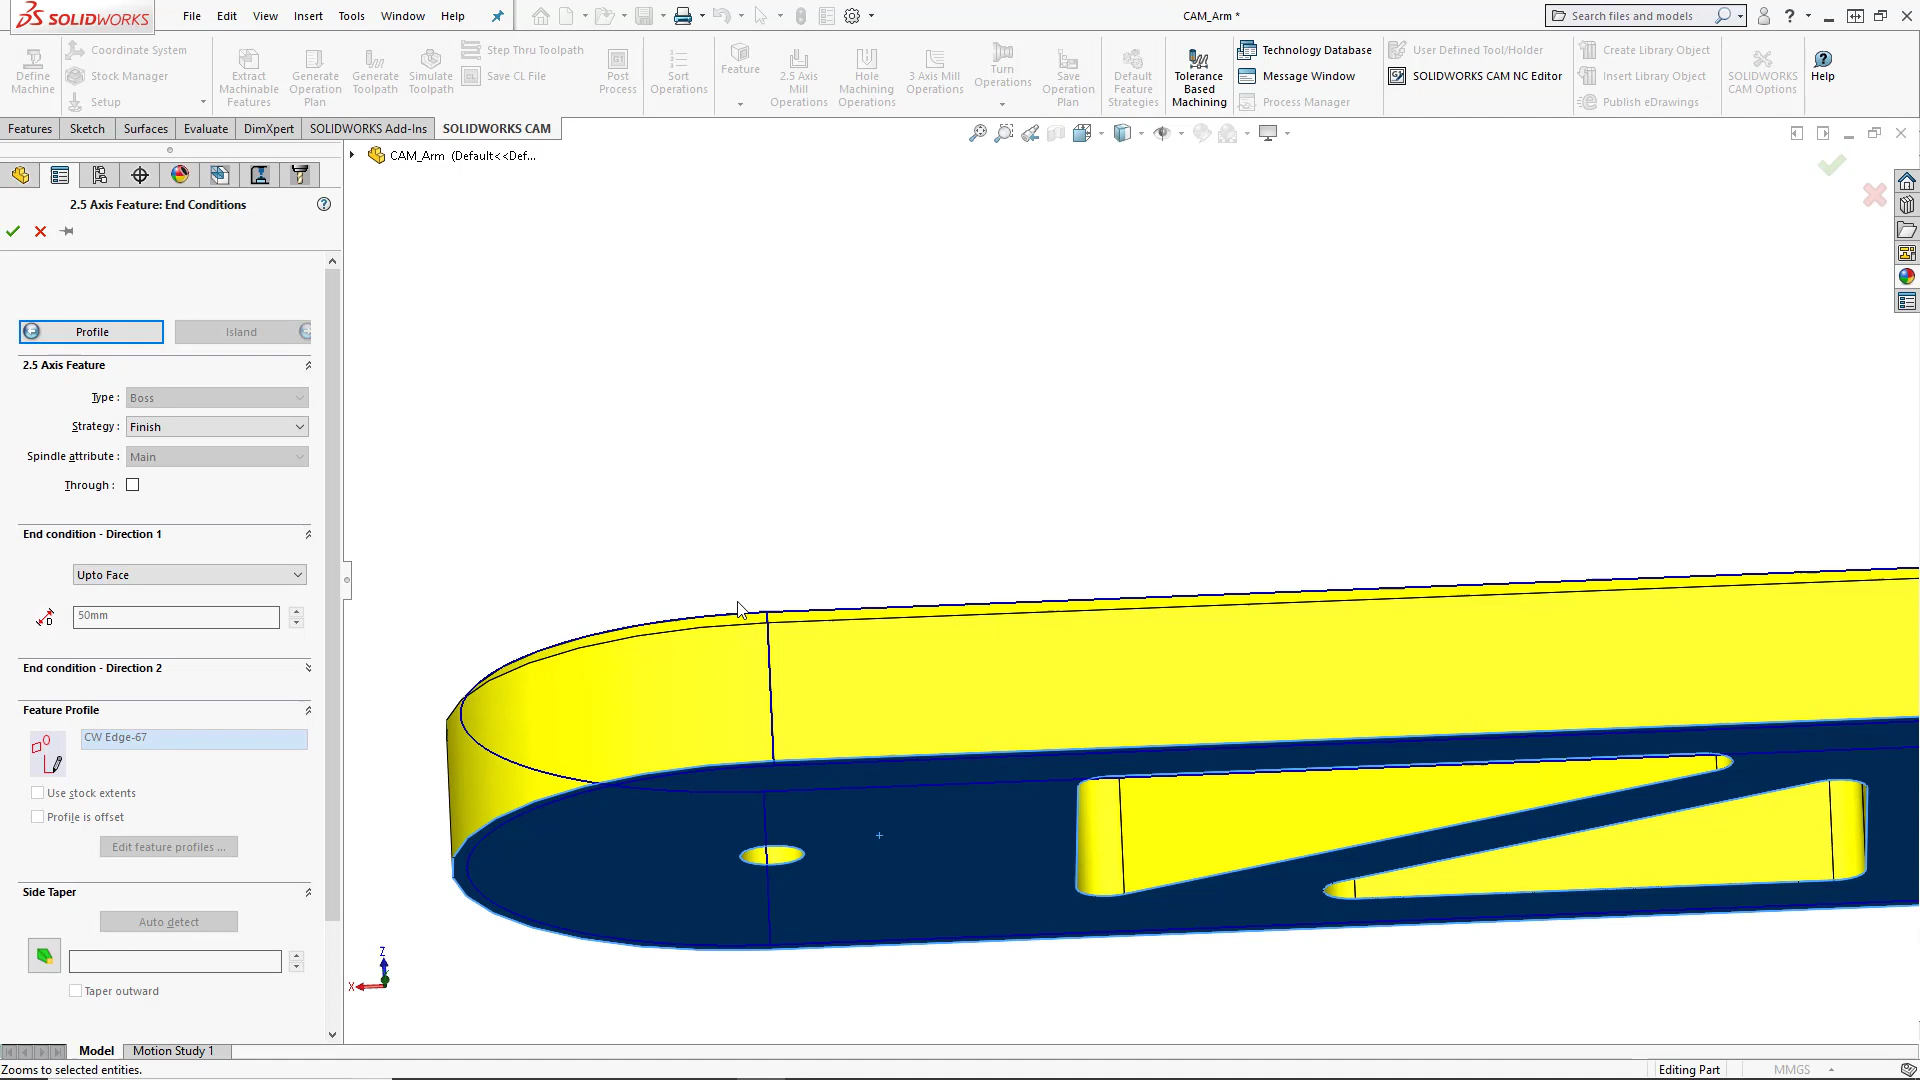 SOLIDWORKS
File Edit View Insert Tools Window Help
CAM_Arm *
Search files and models
Define Machine
Coordinate System
Stock Manager
Setup
Extract Machinable Features
Generate Operation Plan
Generate Toolpath
Simulate Toolpath
Step Thru Toolpath
Save CL File
Post Process
Sort Operations
Feature
2.5 Axis Mill Operations
Hole Machining Operations
3 Axis Mill Operations
Turn Operations
Save Operation Plan
Default Feature Strategies
Tolerance Based Machining
Technology Database
Message Window
Process Manager
User Defined Tool/Holder
SOLIDWORKS CAM NC Editor
Create Library Object
Insert Library Object
Publish eDrawings
SOLIDWORKS CAM Options
Help
Features Sketch Surfaces Evaluate DimXpert SOLIDWORKS Add-Ins SOLIDWORKS CAM
CAM_Arm (Default<<Def...
2.5 Axis Feature: End Conditions
Profile Island
2.5 Axis Feature
Type : Boss
Strategy : Finish
Spindle attribute : Main
Through :
End condition - Direction 1
Upto Face
D 50mm
End condition - Direction 2
Feature Profile
CW Edge-67
Use stock extents
Profile is offset
Edit feature profiles ...
Side Taper
Auto detect
Taper outward
Z
X
Model Motion Study 1
Zooms to selected entities.
Editing Part
MMGS